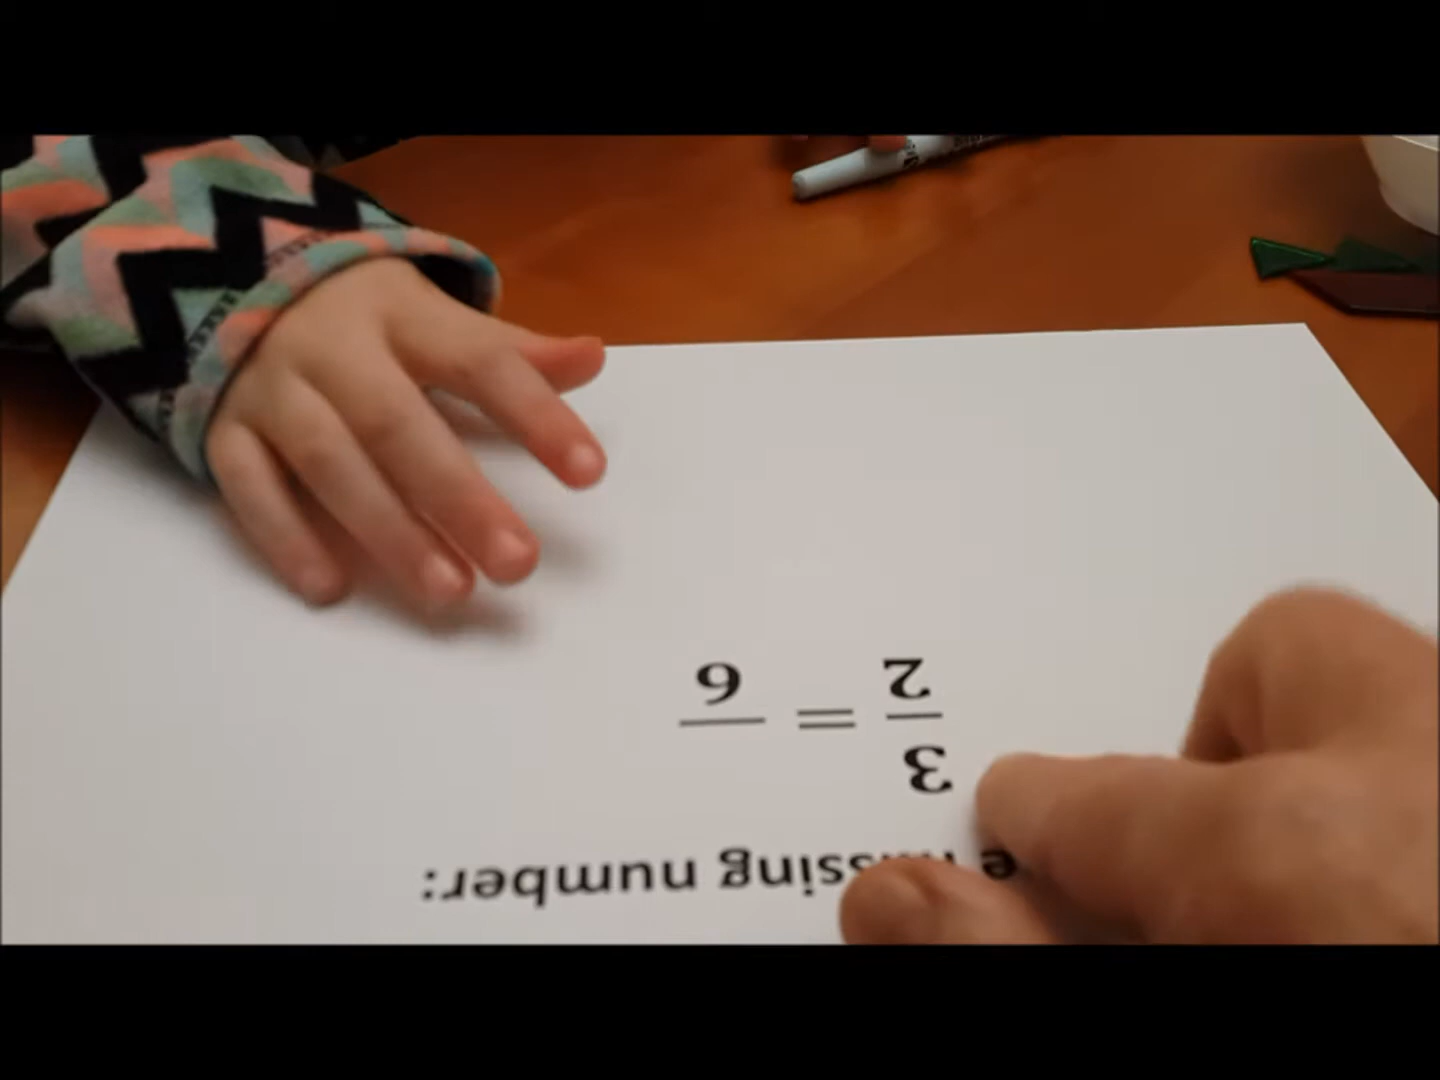 missing number:
3/2 = /6